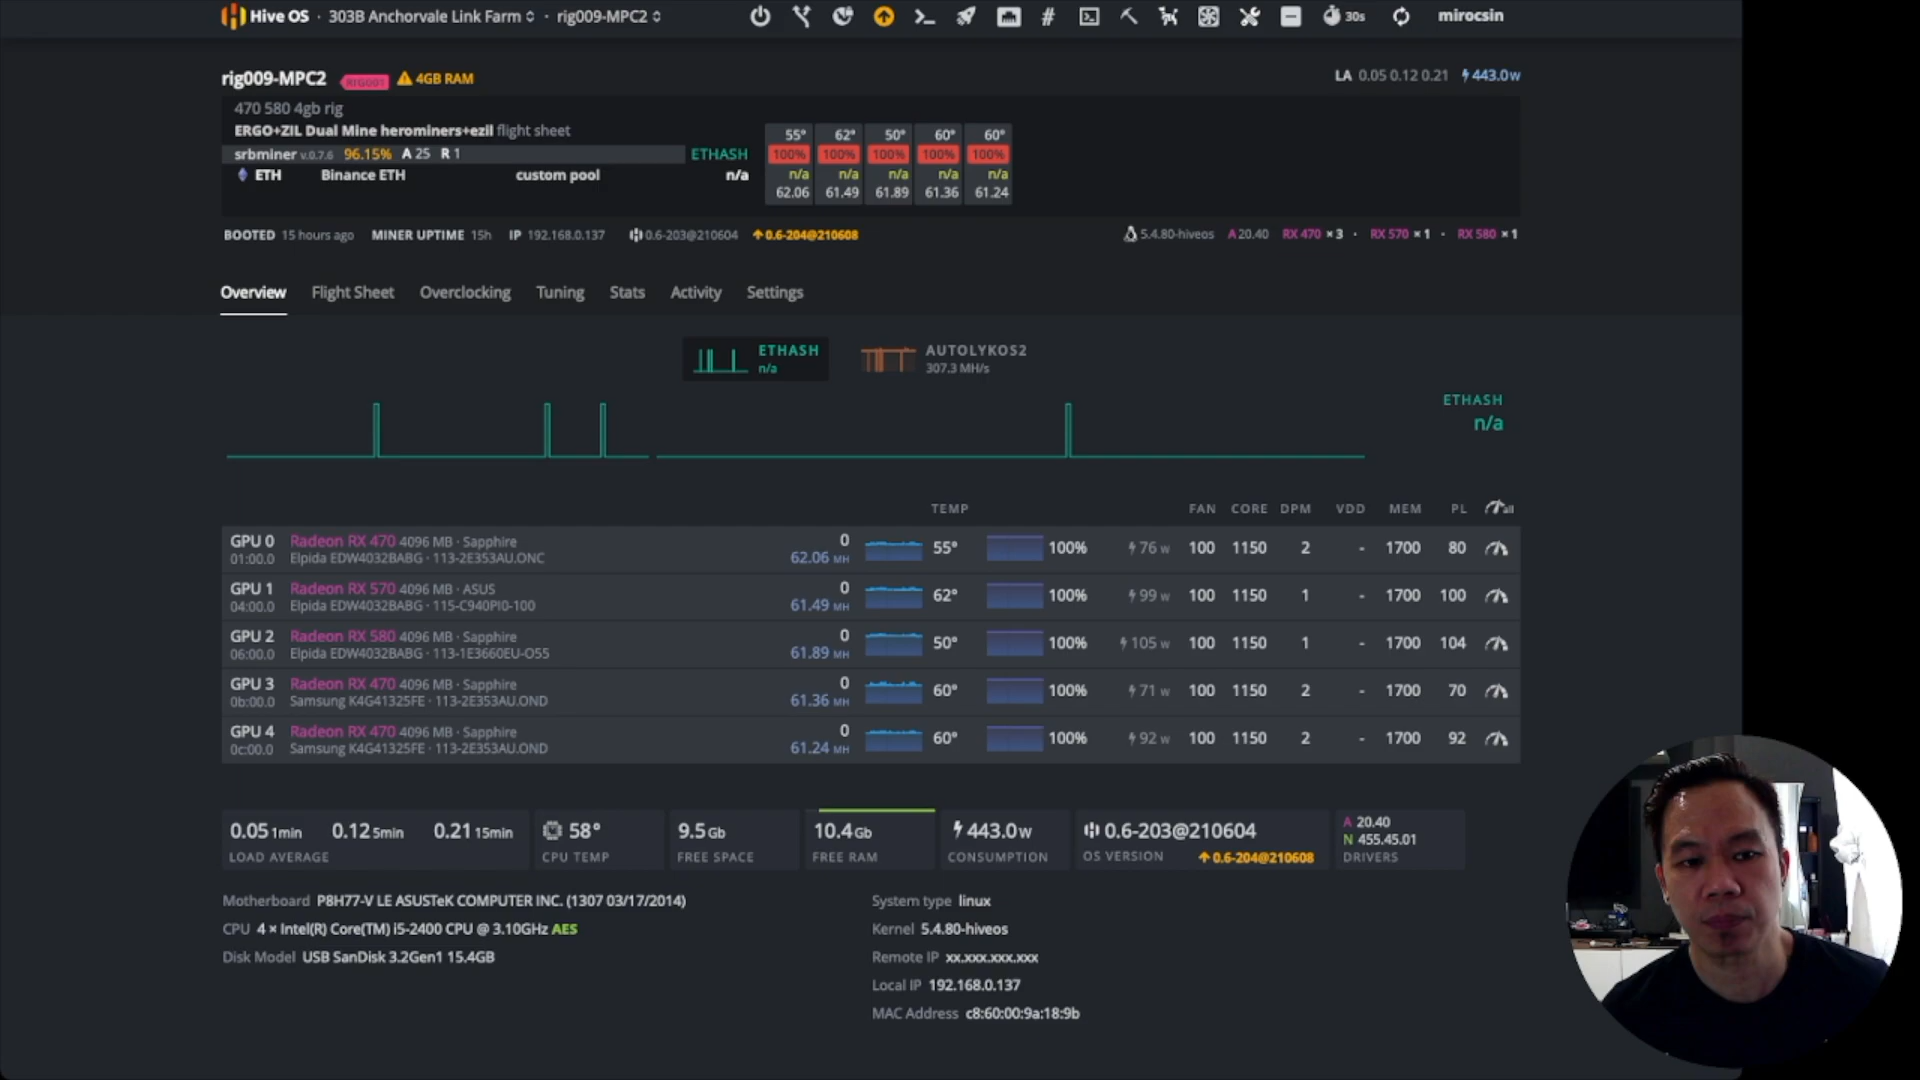 Hive OS · 303B Anchorvale Link Farm · rig009-MPC2 30s mirocsin
rig009-MPC2 RIG001 4GB RAM LA 0.05 0.12 0.21 443.0w
470 580 4gb rig
ERGO+ZIL Dual Mine herominers+ezil flight sheet 55° 62° 50° 60° 60°
srbminer v.0.7.6 96.15% A 25 R 1 ETHASH 100% 100% 100% 100% 100%
ETH Binance ETH custom pool n/a n/a n/a n/a n/a n/a
62.06 61.49 61.89 61.36 61.24
BOOTED 15 hours ago MINER UPTIME 15h IP 192.168.0.137 0.6-203@210604 0.6-204@210608 5.4.80-hiveos A 20.40 RX 470 ×3 · RX 570 ×1 · RX 580 ×1
Overview Flight Sheet Overclocking Tuning Stats Activity Settings
ETHASH AUTOLYKOS2
n/a 307.3 MH/s
ETHASH
n/a
TEMP FAN CORE DPM VDD MEM PL all
GPU 0 Radeon RX 470 4096 MB · Sapphire 0 55° 100% 76 w 100 1150 2 - 1700 80
01:00.0 Elpida EDW4032BABG · 113-2E353AU.ONC 62.06 MH
GPU 1 Radeon RX 570 4096 MB · ASUS 0 62° 100% 99 w 100 1150 1 - 1700 100
04:00.0 Elpida EDW4032BABG · 115-C940PI0-100 61.49 MH
GPU 2 Radeon RX 580 4096 MB · Sapphire 0 50° 100% 105 w 100 1150 1 - 1700 104
06:00.0 Elpida EDW4032BABG · 113-1E3660EU-O55 61.89 MH
GPU 3 Radeon RX 470 4096 MB · Sapphire 0 60° 100% 71 w 100 1150 2 - 1700 70
0b:00.0 Samsung K4G41325FE · 113-2E353AU.OND 61.36 MH
GPU 4 Radeon RX 470 4096 MB · Sapphire 0 60° 100% 92 w 100 1150 2 - 1700 92
0c:00.0 Samsung K4G41325FE · 113-2E353AU.OND 61.24 MH
0.05 1min 0.12 5min 0.21 15min 58° 9.5 Gb 10.4 Gb 443.0 w 0.6-203@210604 A 20.40
N 455.45.01
LOAD AVERAGE CPU TEMP FREE SPACE FREE RAM CONSUMPTION OS VERSION 0.6-204@210608 DRIVERS
Motherboard P8H77-V LE ASUSTeK COMPUTER INC. (1307 03/17/2014) System type linux
CPU 4 × Intel(R) Core(TM) i5-2400 CPU @ 3.10GHz AES Kernel 5.4.80-hiveos
Disk Model USB SanDisk 3.2Gen1 15.4GB Remote IP xx.xxx.xxx.xxx
Local IP 192.168.0.137
MAC Address c8:60:00:9a:18:9b